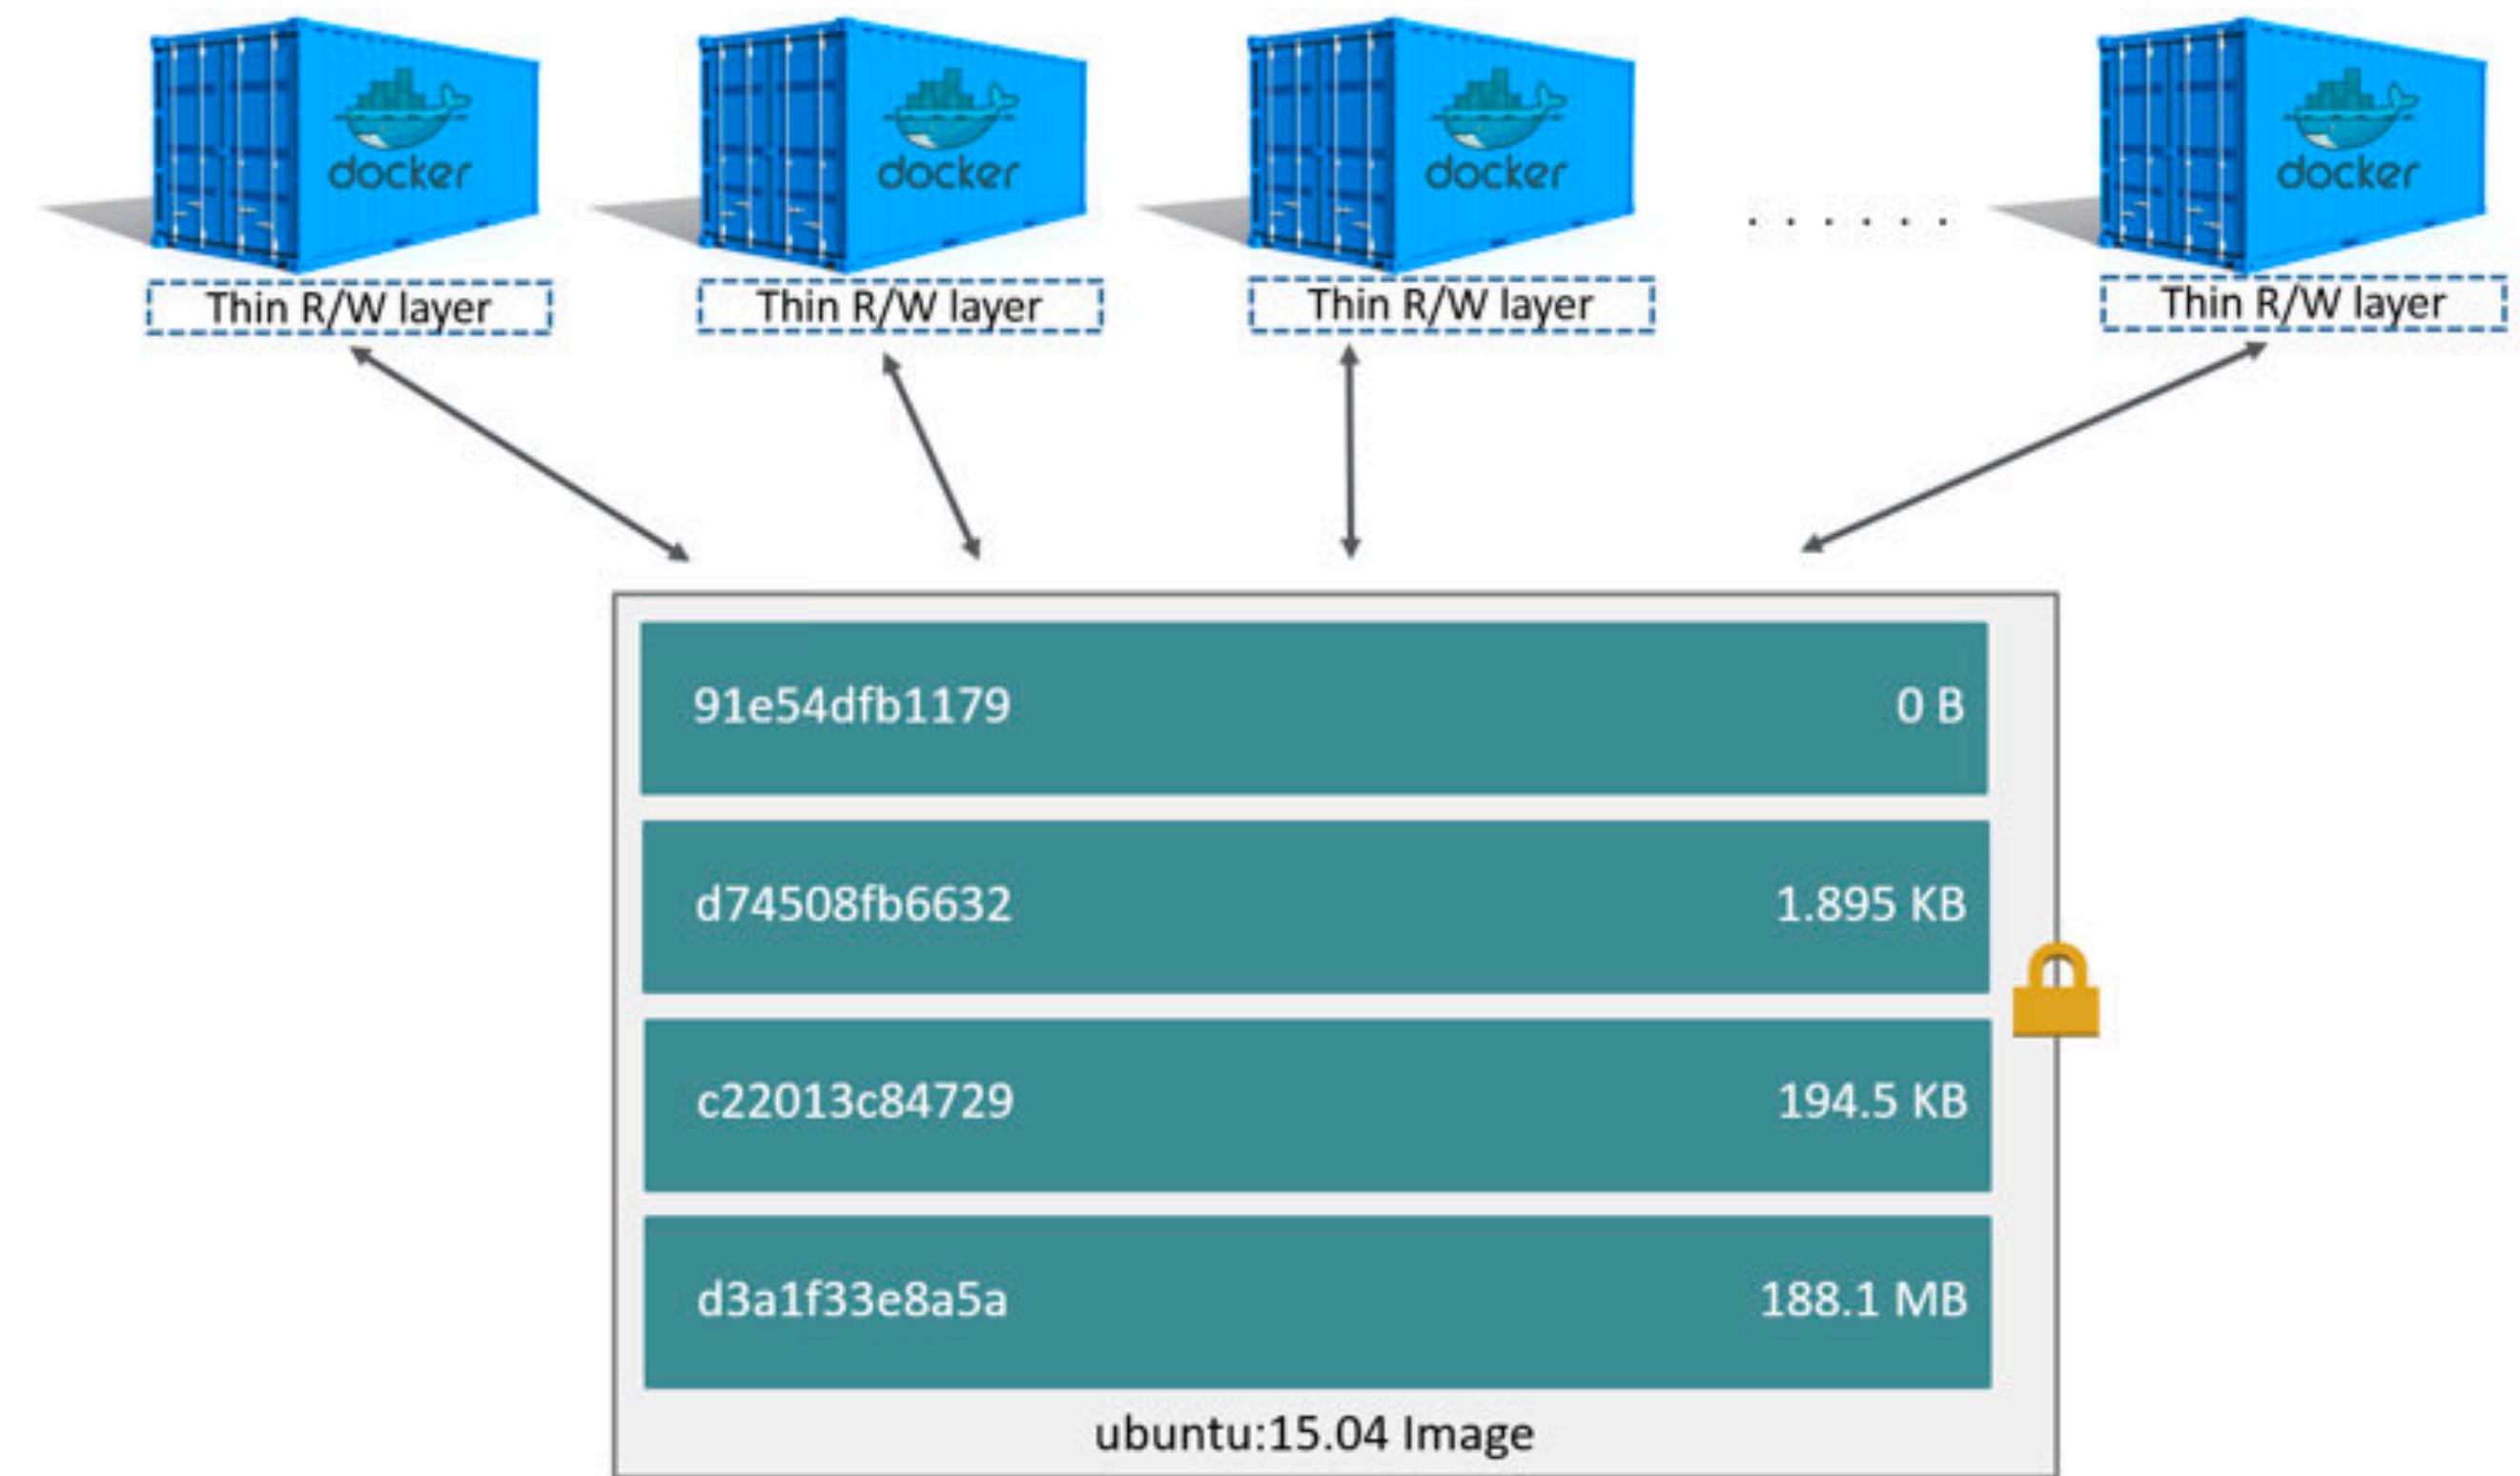 docker
docker
docker
docker
. . . . . .
Thin R/W layer
Thin R/W layer
Thin R/W layer
Thin R/W layer
91e54dfb1179 0 B
d74508fb6632 1.895 KB
c22013c84729 194.5 KB
d3a1f33e8a5a 188.1 MB
ubuntu:15.04 Image